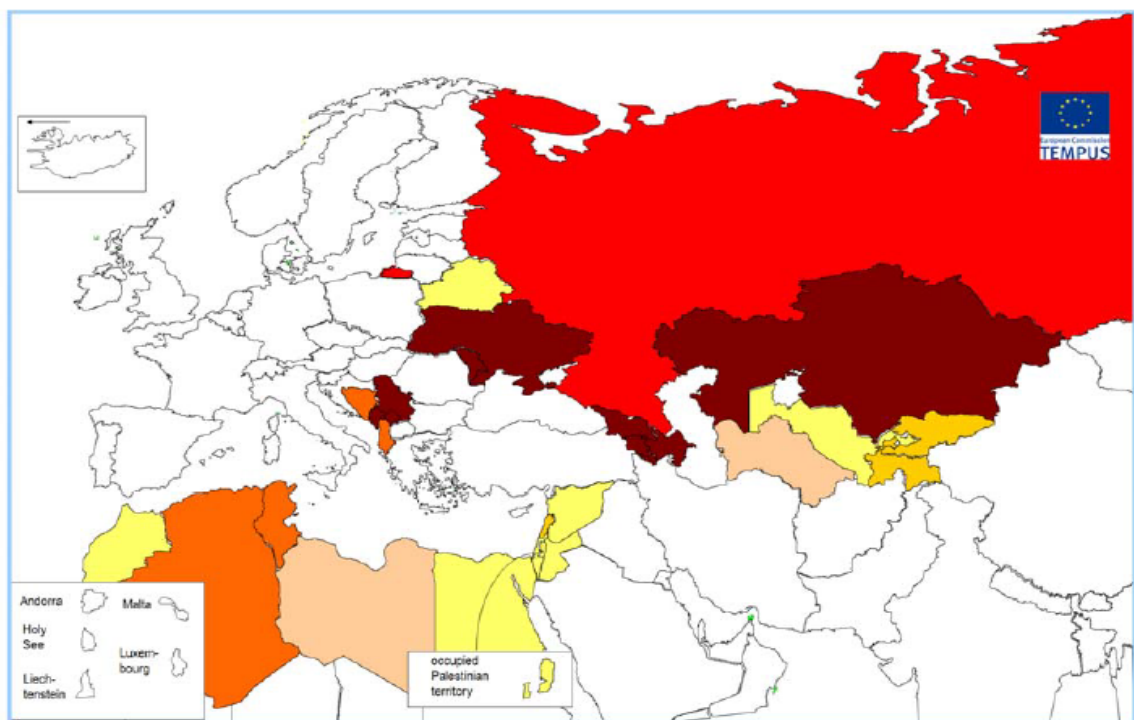 European Commission
TEMPUS
Andorra
Malta
Holy
See
Luxem-
bourg
Liech-
tenstein
occupied
Palestinian
territory